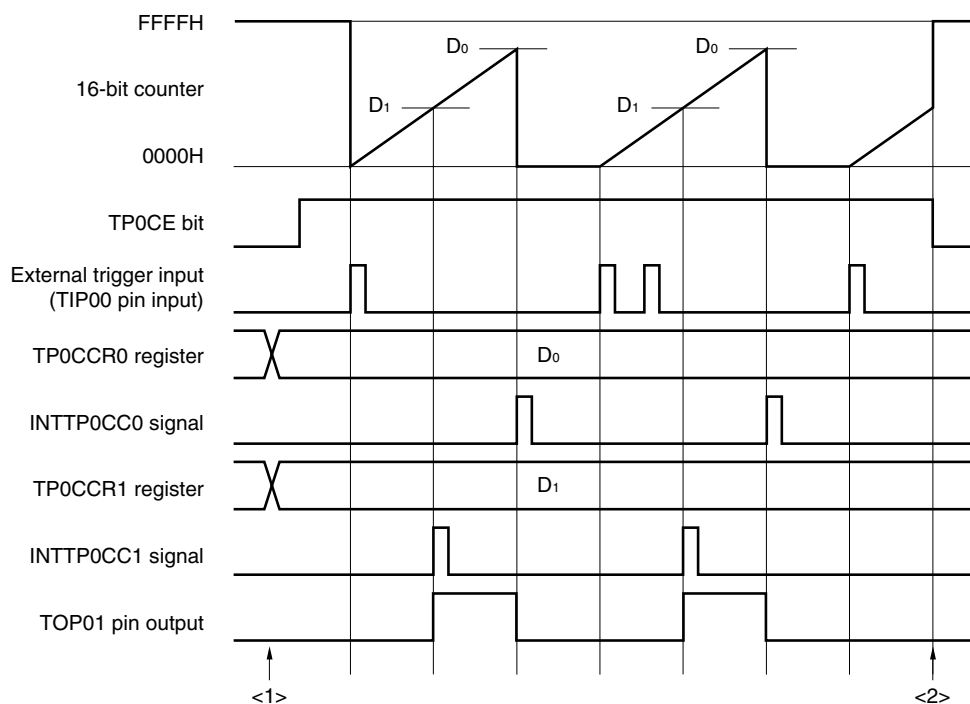 FFFFH
D₀
D₀
16-bit counter
D₁
D₁
0000H
TP0CE bit
External trigger input
(TIP00 pin input)
TP0CCR0 register
D₀
INTTP0CC0 signal
TP0CCR1 register
D₁
INTTP0CC1 signal
TOP01 pin output
<1>
<2>